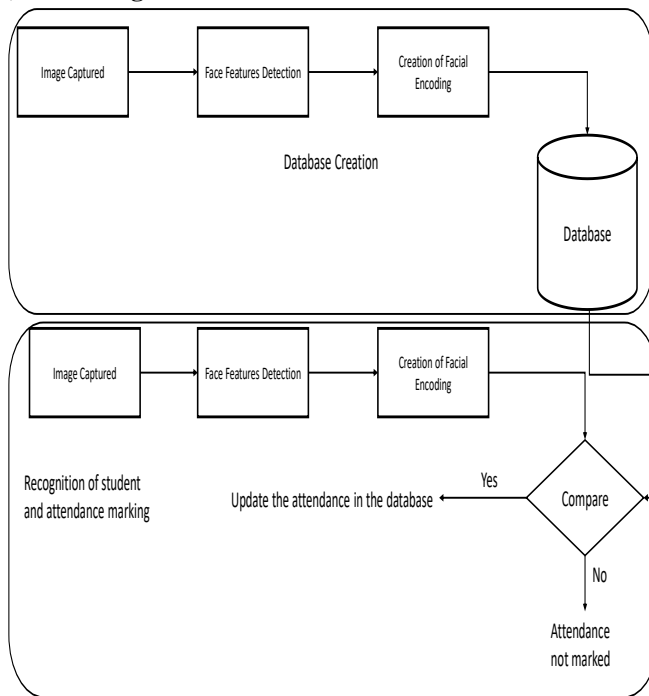 Image Captured
Face Features Detection
Creation of Facial
Encoding
Database Creation
Database
Image Captured
Face Features Detection
Creation of Facial
Encoding
Recognition of student
and attendance marking
Update the attendance in the database
Yes
Compare
No
Attendance
not marked